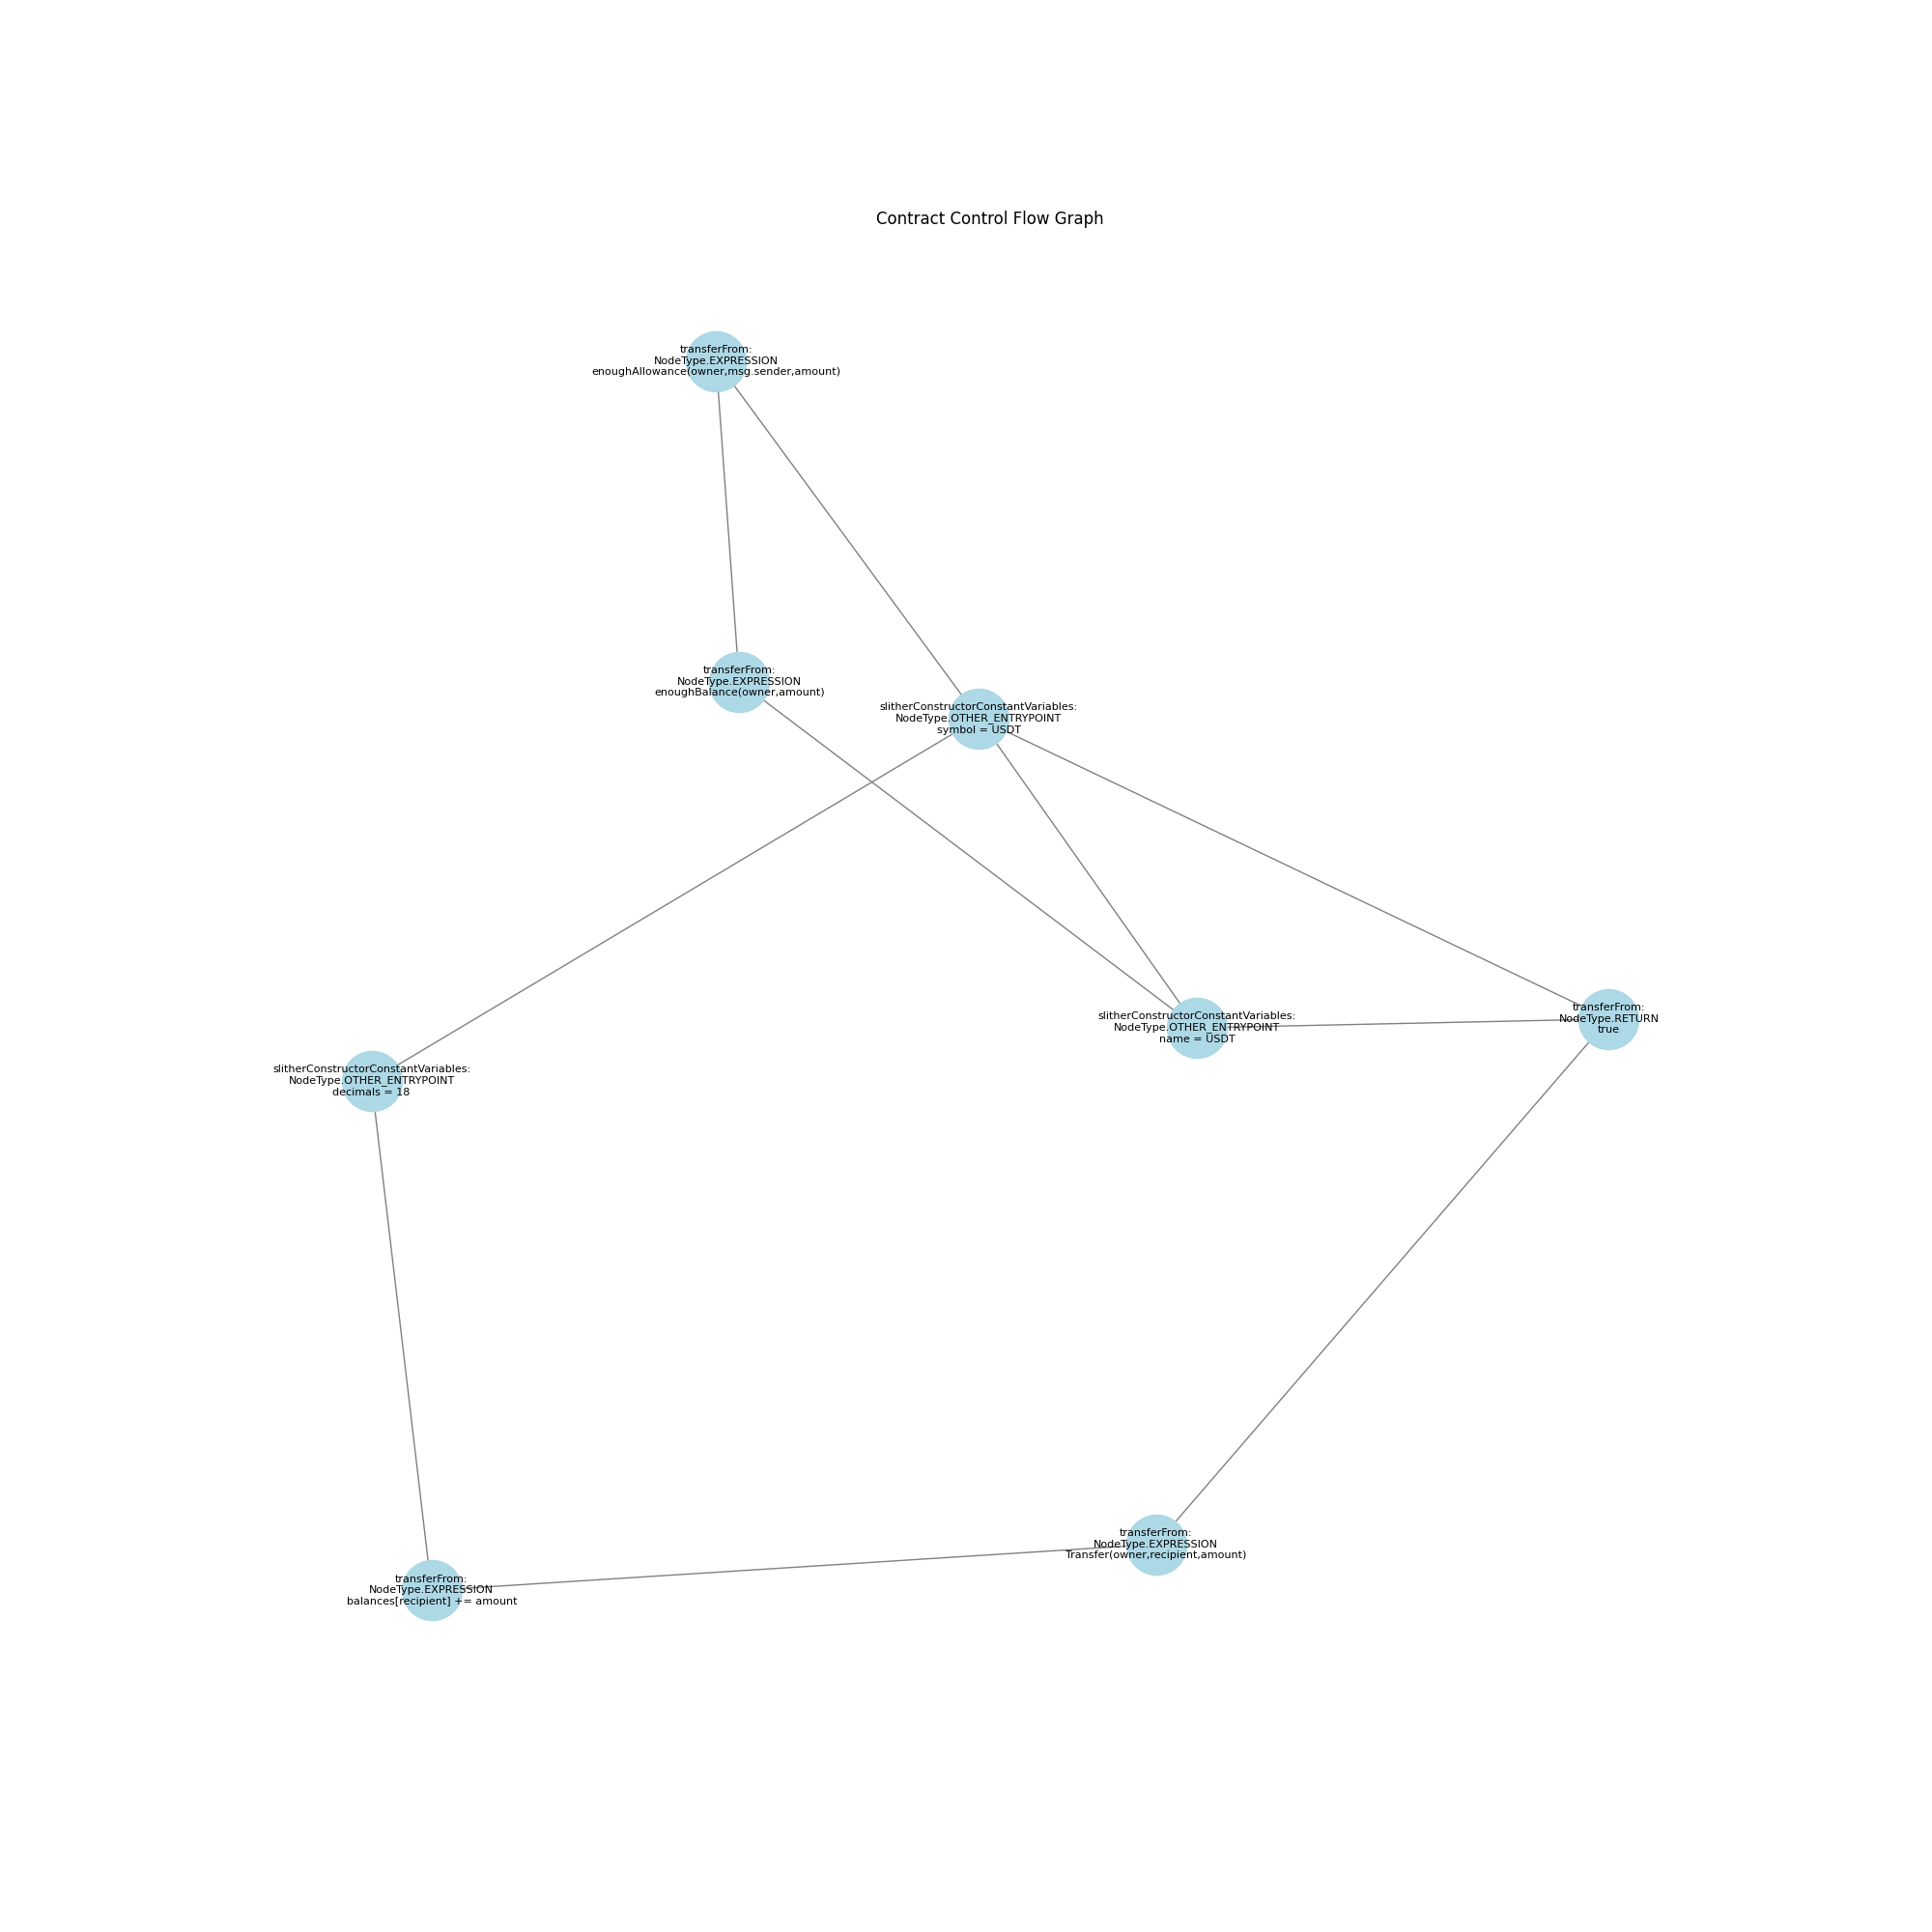 Contract Control Flow Graph
transferFrom:
NodeType.EXPRESSION
enoughAllowance(owner,msg.sender,amount)
transferFrom:
NodeType.EXPRESSION
enoughBalance(owner,amount)
slitherConstructorConstantVariables:
NodeType.OTHER_ENTRYPOINT
symbol = USDT
transferFrom:
NodeType.RETURN
true
slitherConstructorConstantVariables:
NodeType.OTHER_ENTRYPOINT
name = USDT
slitherConstructorConstantVariables:
NodeType.OTHER_ENTRYPOINT
decimals = 18
transferFrom:
NodeType.EXPRESSION
Transfer(owner,recipient,amount)
transferFrom:
NodeType.EXPRESSION
balances[recipient] += amount